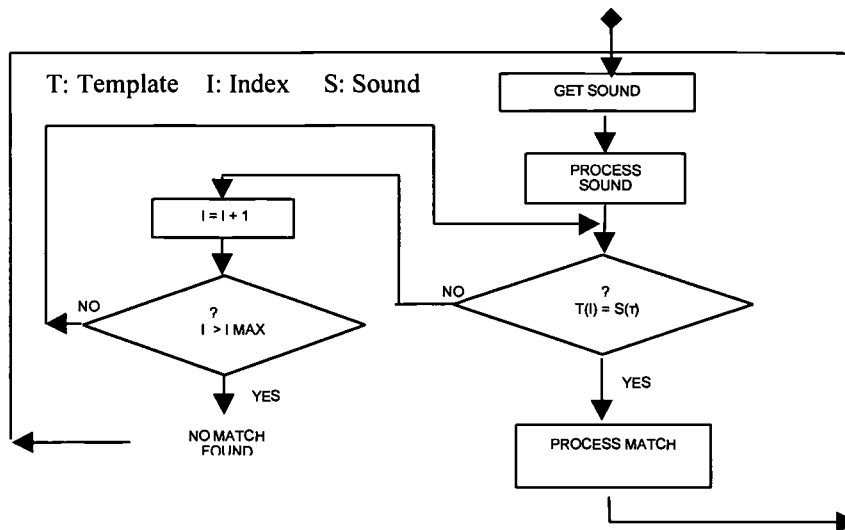 T: Template I: Index S: Sound
GET SOUND
PROCESS
SOUND
I = I + 1
?
T(I) = S(τ)
NO
YES
?
I > I MAX
NO
YES
NO MATCH
FOUND
PROCESS MATCH